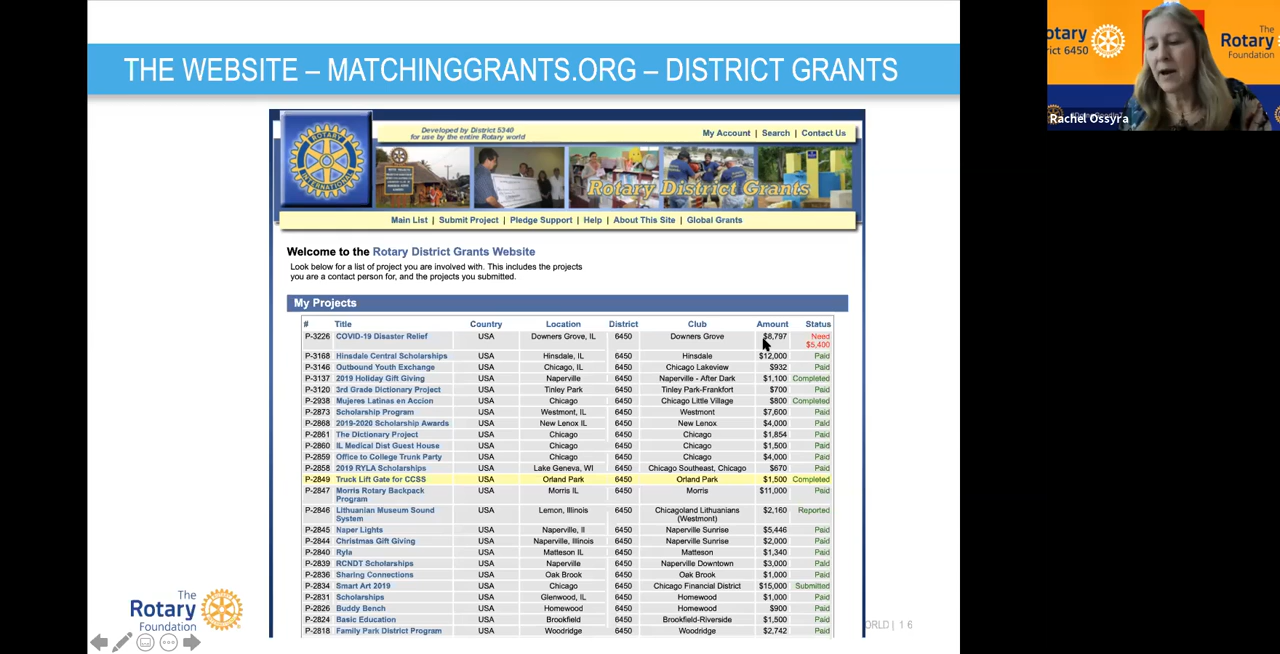 THE WEBSITE – MATCHINGGRANTS.ORG – DISTRICT GRANTS
otary
rict 6450
The
Rotary
Foundation
Rachel Ossyra
Developed by District 5340
for use by the entire Rotary world
My Account | Search | Contact Us
ROTARY
INTERNATIONAL
Rotary District Grants
Main List | Submit Project | Pledge Support | Help | About This Site | Global Grants
Welcome to the Rotary District Grants Website
Look below for a list of project you are involved with. This includes the projects
you are a contact person for, and the projects you submitted.
My Projects
# Title Country Location District Club Amount Status
P-3226 COVID-19 Disaster Relief USA Downers Grove, IL 6450 Downers Grove $8,797 Need
$5,400
P-3168 Hinsdale Central Scholarships USA Hinsdale, IL 6450 Hinsdale $12,000 Paid
P-3146 Outbound Youth Exchange USA Chicago, IL 6450 Chicago Lakeview $932 Paid
P-3137 2019 Holiday Gift Giving USA Naperville 6450 Naperville - After Dark $1,100 Completed
P-3120 3rd Grade Dictionary Project USA Tinley Park 6450 Tinley Park-Frankfort $700 Paid
P-2938 Mujeres Latinas en Accion USA Chicago 6450 Chicago Little Village $800 Completed
P-2873 Scholarship Program USA Westmont, IL 6450 Westmont $7,600 Paid
P-2868 2019-2020 Scholarship Awards USA New Lenox IL 6450 New Lenox $4,000 Paid
P-2861 The Dictionary Project USA Chicago 6450 Chicago $1,854 Paid
P-2860 IL Medical Dist Guest House USA Chicago 6450 Chicago $1,500 Paid
P-2859 Office to College Trunk Party USA Chicago 6450 Chicago $4,000 Paid
P-2858 2019 RYLA Scholarships USA Lake Geneva, WI 6450 Chicago Southeast, Chicago $670 Paid
P-2849 Truck Lift Gate for CCSS USA Orland Park 6450 Orland Park $1,500 Completed
P-2847 Morris Rotary Backpack USA Morris IL 6450 Morris $11,000 Paid
Program
P-2846 Lithuanian Museum Sound USA Lemon, Illinois 6450 Chicagoland Lithuanians $2,160 Reported
System (Westmont)
P-2845 Naper Lights USA Naperville, Il 6450 Naperville Sunrise $5,446 Paid
P-2844 Christmas Gift Giving USA Naperville, Illinois 6450 Naperville Sunrise $2,000 Paid
P-2840 Ryla USA Matteson IL 6450 Matteson $1,340 Paid
P-2839 RCNDT Scholarships USA Naperville 6450 Naperville Downtown $3,000 Paid
P-2836 Sharing Connections USA Oak Brook 6450 Oak Brook $1,000 Paid
P-2834 Smart Art 2019 USA Chicago 6450 Chicago Financial District $15,000 Submitted
P-2831 Scholarships USA Glenwood, IL 6450 Homewood $1,000 Paid
P-2826 Buddy Bench USA Homewood 6450 Homewood $900 Paid
P-2824 Basic Education USA Brookfield 6450 Brookfield-Riverside $1,500 Paid
P-2818 Family Park District Program USA Woodridge 6450 Woodridge $2,742 Paid
The
Rotary
Foundation
ORLD | 16